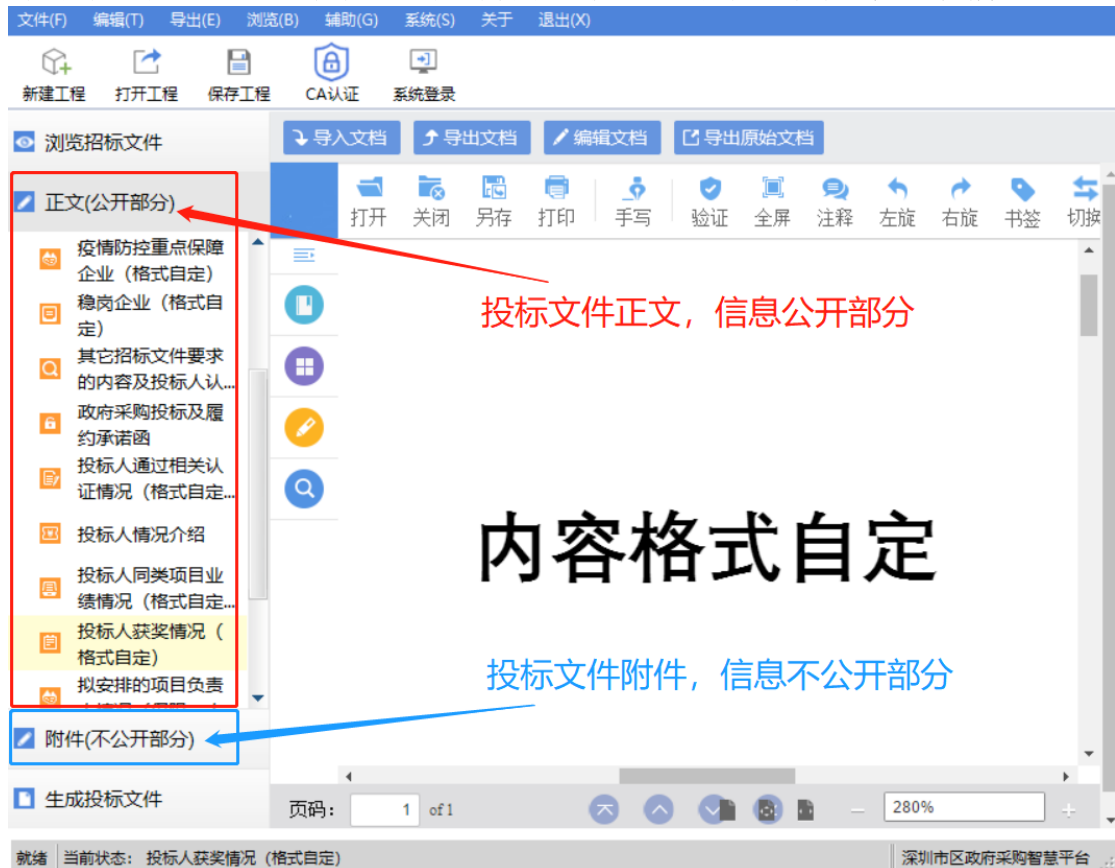 文件(F) 编辑(T) 导出(E) 浏览(B) 辅助(G) 系统(S) 关于 退出(X)
新建工程 打开工程 保存工程 CA认证 系统登录
浏览招标文件
导入文档 导出文档 编辑文档 导出原始文档
正文(公开部分)
打开 关闭 另存 打印 手写 验证 全屏 注释 左旋 右旋 书签 切换
疫情防控重点保障
企业（格式自定）
稳岗企业（格式自
定）
其它招标文件要求
的内容及投标人认...
政府采购投标及履
约承诺函
投标人通过相关认
证情况（格式自定...
投标人情况介绍
投标人同类项目业
绩情况（格式自定...
投标人获奖情况（
格式自定）
拟安排的项目负责
投标文件正文，信息公开部分
内容格式自定
投标文件附件，信息不公开部分
附件(不公开部分)
生成投标文件
页码: 1 of 1 280%
就绪 当前状态: 投标人获奖情况（格式自定） 深圳市区政府采购智慧平台